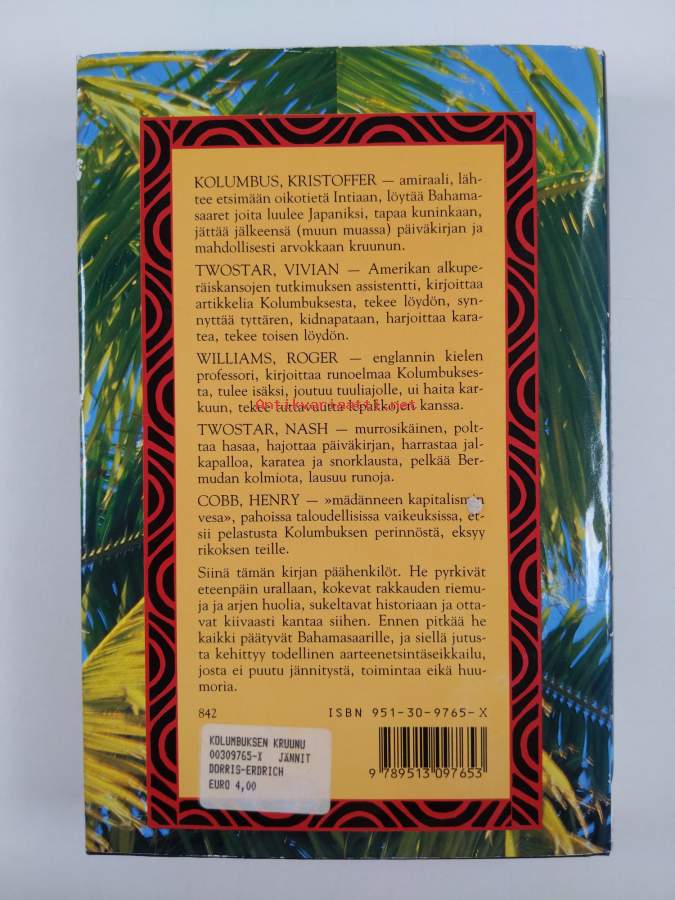 KOLUMBUS, KRISTOFFER — amiraali, läh-
tee etsimään oikotietä Intiaan, löytää Bahama-
saaret joita luulee Japaniksi, tapaa kuninkaan,
jättää jälkeensä (muun muassa) päiväkirjan ja
mahdollisesti arvokkaan kruunun.
TWOSTAR, VIVIAN — Amerikan alkupe-
räiskansojen tutkimuksen assistentti, kirjoittaa
artikkelia Kolumbuksesta, tekee löydön, syn-
nyttää tyttären, kidnapataan, harjoittaa kara-
tea, tekee toisen löydön.
WILLIAMS, ROGER — englannin kielen
professori, kirjoittaa runoelmaa Kolumbukses-
ta, tulee isäksi, joutuu tuuliajolle, ui haita kar-
kuun, tekee tuttavuutta lepakkojen kanssa.
Antikvariaatti.net
TWOSTAR, NASH — murrosikäinen, polt-
taa hasaa, hajottaa päiväkirjan, harrastaa jal-
kapalloa, karatea ja snorklausta, pelkää Ber-
mudan kolmiota, lausuu runoja.
COBB, HENRY — »mädänneen kapitalismin
vesa», pahoissa taloudellisissa vaikeuksissa, et-
sii pelastusta Kolumbuksen perinnöstä, eksyy
rikoksen teille.
Siinä tämän kirjan päähenkilöt. He pyrkivät
eteenpäin urallaan, kokevat rakkauden riemu-
ja ja arjen huolia, sukeltavat historiaan ja otta-
vat kiivaasti kantaa siihen. Ennen pitkää he
kaikki päätyvät Bahamasaarille, ja siellä jutus-
ta kehittyy todellinen aarteenetsintäseikkailu,
josta ei puutu jännitystä, toimintaa eikä huu-
moria.
842
ISBN 951-30-9765-X
9 789513 097653
KOLUMBUKSEN KRUUNU
00309765-X JÄNNIT
DORRIS-ERDRICH
EURO 4,00